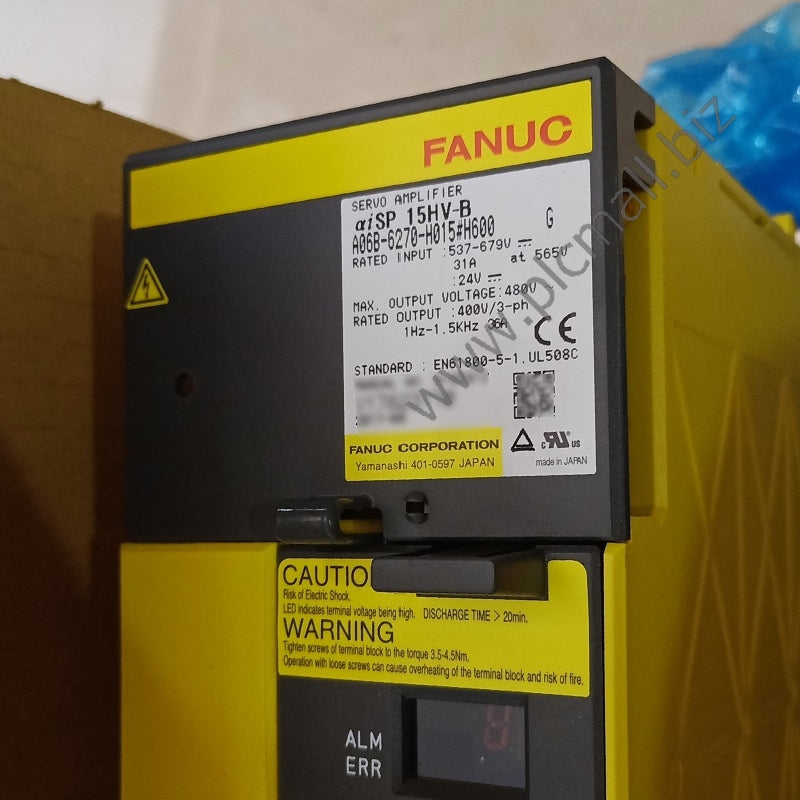 FANUC
SERVO AMPLIFIER
αiSP 15HV-B
A06B-6270-H015#H600 G
RATED INPUT :537-679V ⎓ at 565V
31A
:24V ⎓
MAX. OUTPUT VOLTAGE:480V ~
RATED OUTPUT :400V/3-ph
1Hz-1.5KHz 36A
CE
STANDARD : EN61800-5-1.UL508C
FANUC CORPORATION
Yamanashi 401-0597 JAPAN
c UR US
made in JAPAN
CAUTIO
Risk of Electric Shock.
LED indicates terminal voltage being high. DISCHARGE TIME > 20min.
WARNING
Tighten screws of terminal block to the torque 3.5-4.5Nm.
Operation with loose screws can cause overheating of the terminal block and risk of fire.
ALM
ERR
www.plcmall.biz